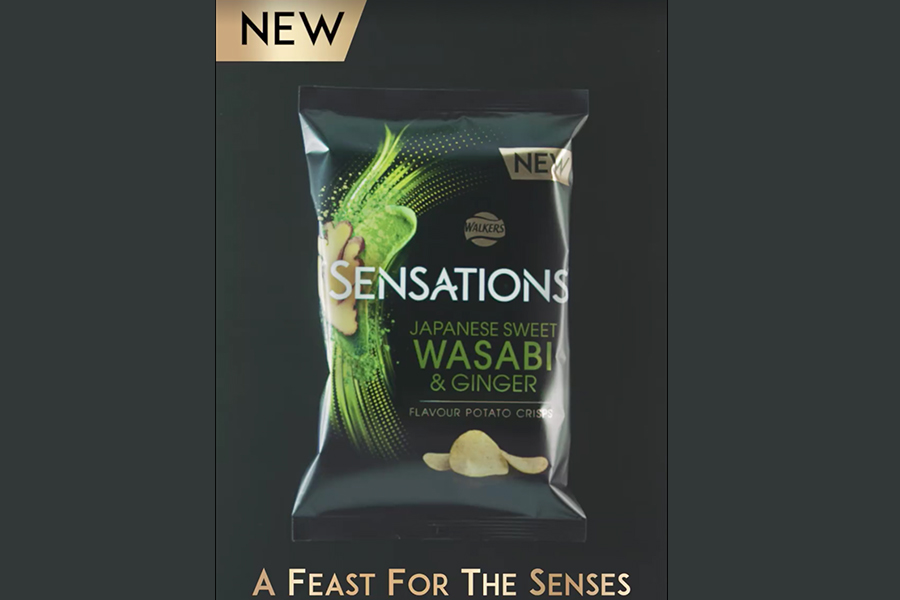 NEW
NEW
WALKERS
SENSATIONS
JAPANESE SWEET
WASABI
& GINGER
FLAVOUR POTATO CRISPS
A FEAST FOR THE SENSES